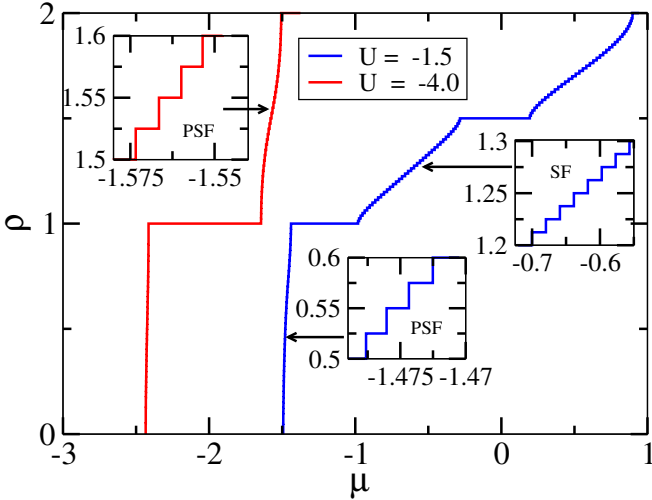 2
1.6
1.55
1.5
-1.575 -1.55
PSF
U = -1.5
U = -4.0
1.3
1.25
1.2
-0.7 -0.6
SF
ρ
1
0.6
0.55
0.5
-1.475 -1.47
PSF
0
-3 -2 -1 0 1
μ